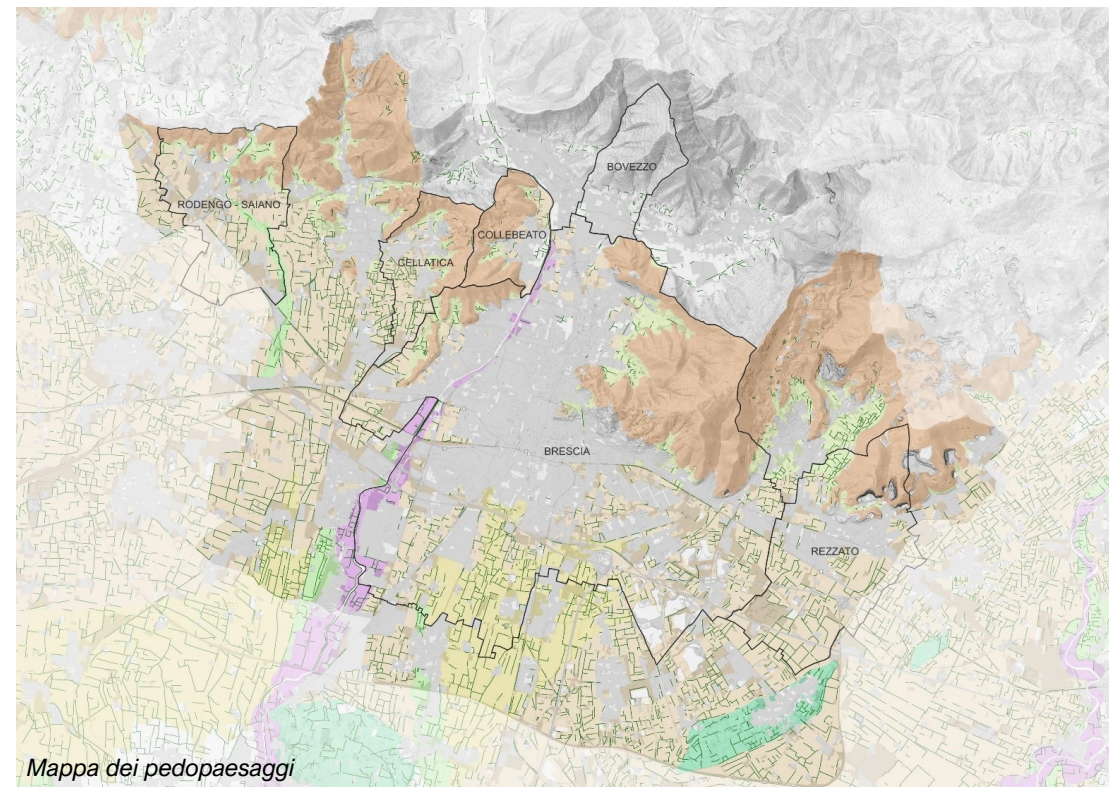 BOVEZZO
RODENGO - SAIANO
COLLEBEATO
CELLATICA
BRESCIA
REZZATO
Mappa dei pedopaesaggi